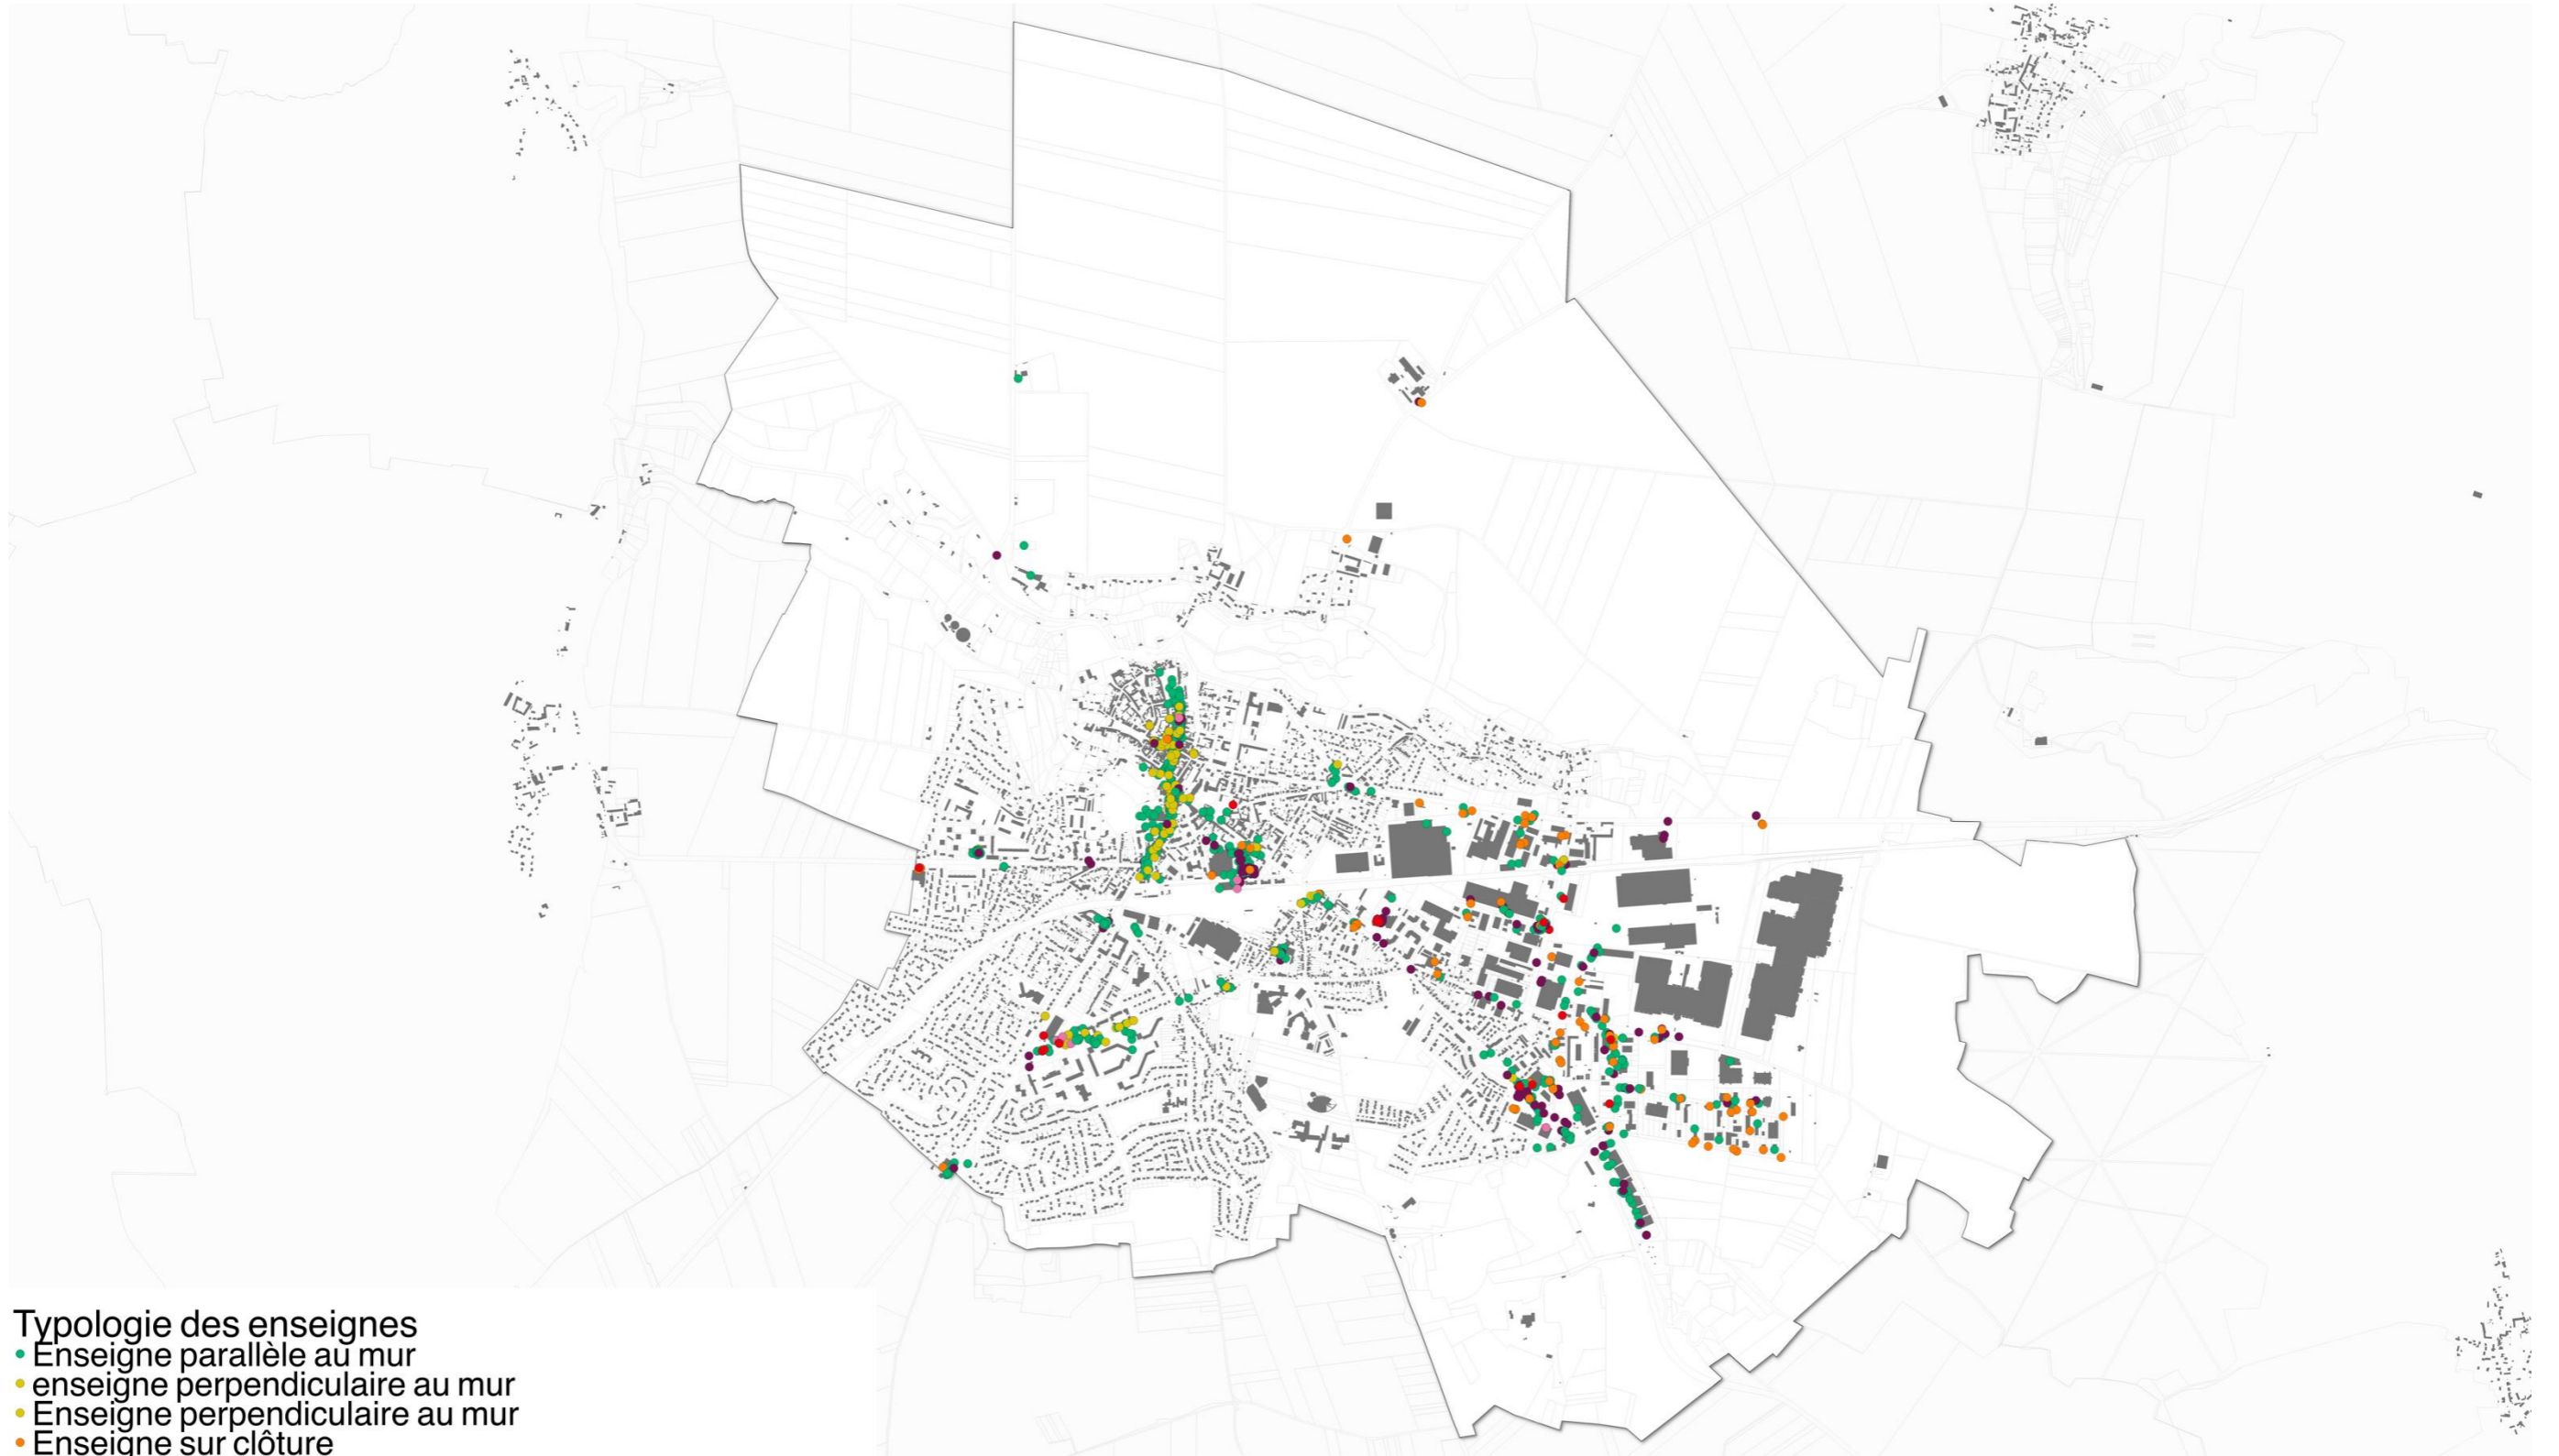 Typologie des enseignes
Enseigne parallèle au mur
enseigne perpendiculaire au mur
Enseigne perpendiculaire au mur
Enseigne sur clôture